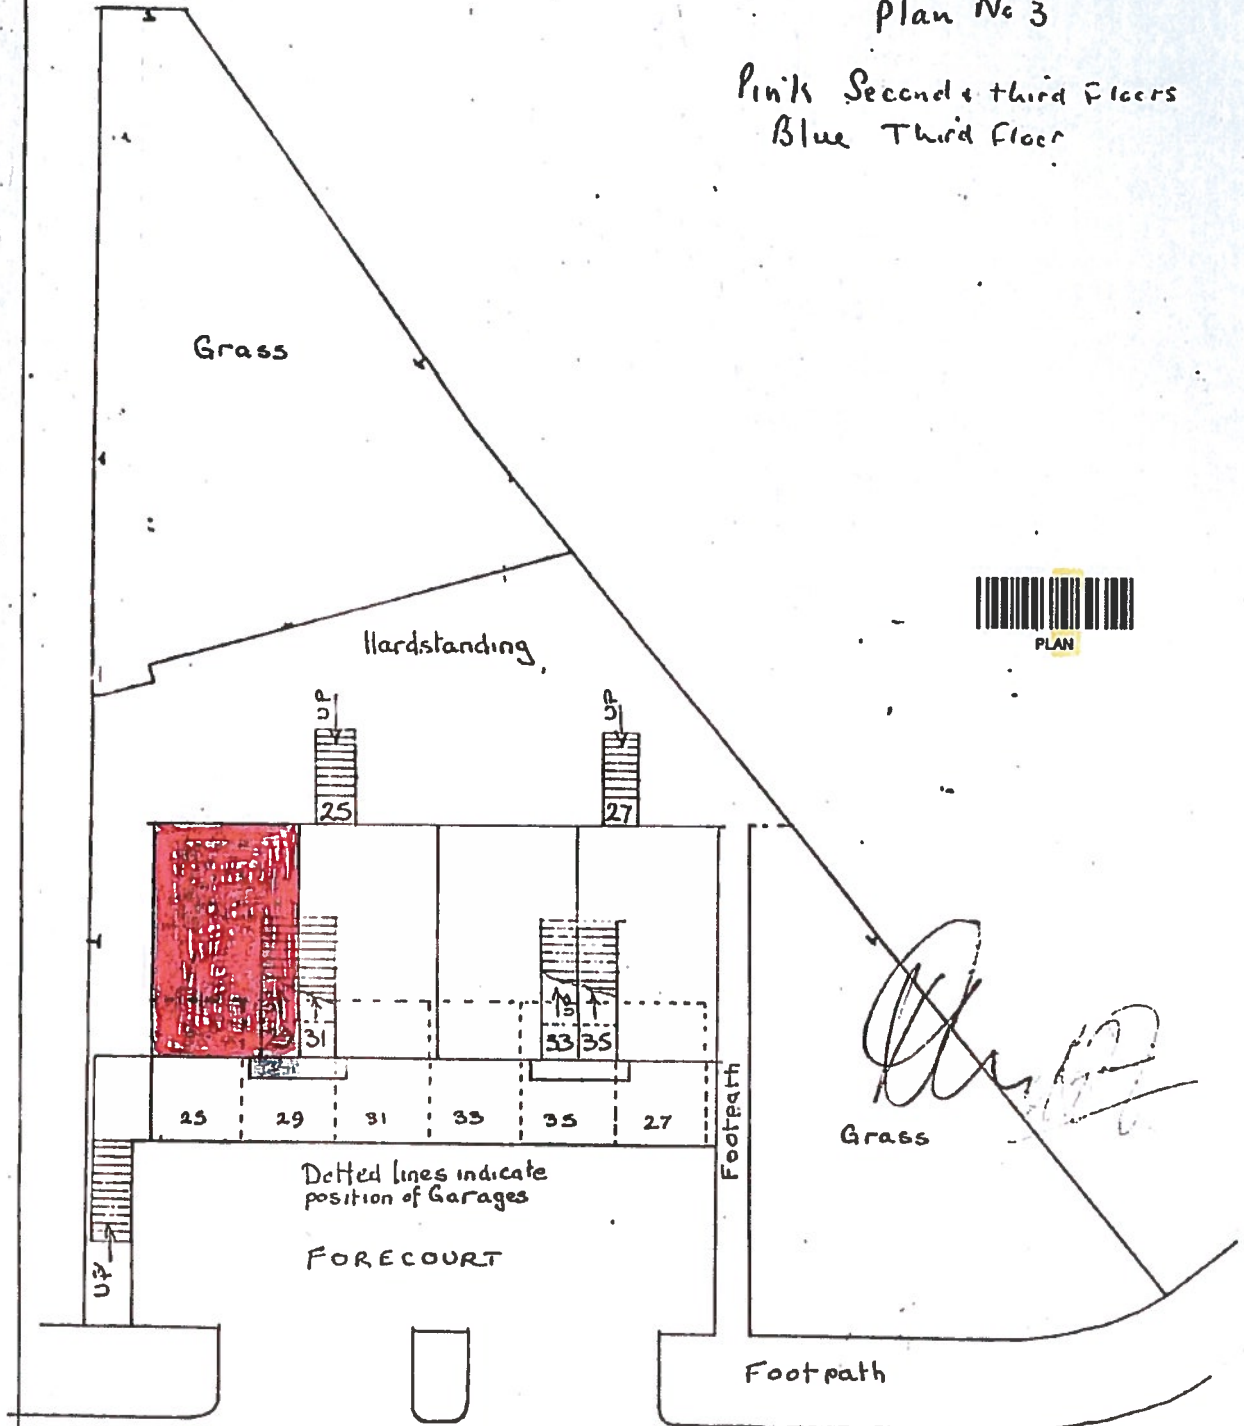 Plan No 3
Pink Second & third Floors
Blue Third Floor
Grass
Hardstanding
PLAN
UP
UP
25
27
31
33
35
25
29
31
33
35
27
Footpath
Grass
Dotted lines indicate
position of Garages
FORECOURT
UP
Footpath